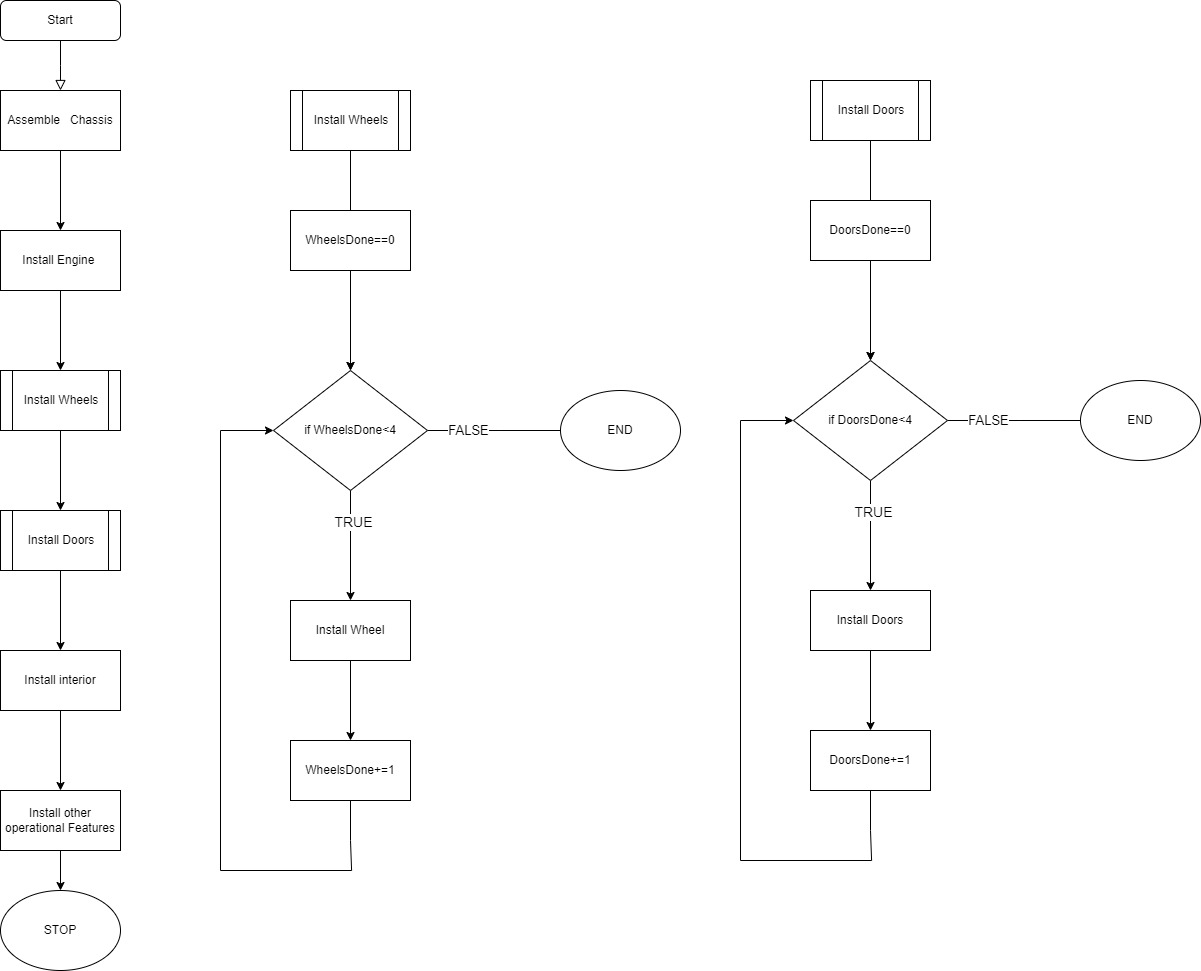 Start
Assemble   Chassis
Install Engine
Install Wheels
Install Doors
Install interior
Install other
operational Features
STOP
Install Wheels
WheelsDone==0
if WheelsDone<4
FALSE
END
TRUE
Install Wheel
WheelsDone+=1
Install Doors
DoorsDone==0
if DoorsDone<4
FALSE
END
TRUE
Install Doors
DoorsDone+=1